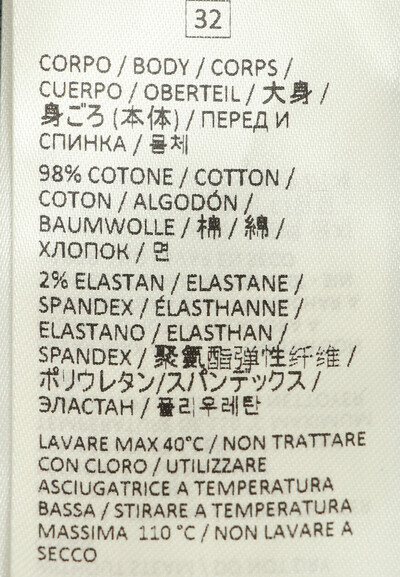 32
CORPO / BODY / CORPS /
CUERPO / OBERTEIL / 大身 /
身ごろ (本体) / ПЕРЕД И
СПИНКА / 몸체
98% COTONE / COTTON /
COTON / ALGODÓN /
BAUMWOLLE / 棉 / 綿 /
ХЛОПОК / 면
2% ELASTAN / ELASTANE /
SPANDEX / ÉLASTHANNE /
ELASTANO / ELASTHAN /
SPANDEX / 聚氨酯弹性纤维 /
ポリウレタン/スパンデックス /
ЭЛАСТАН / 폴리우레탄
LAVARE MAX 40°C / NON TRATTARE
CON CLORO / UTILIZZARE
ASCIUGATRICE A TEMPERATURA
BASSA / STIRARE A TEMPERATURA
MASSIMA 110 °C / NON LAVARE A
SECCO